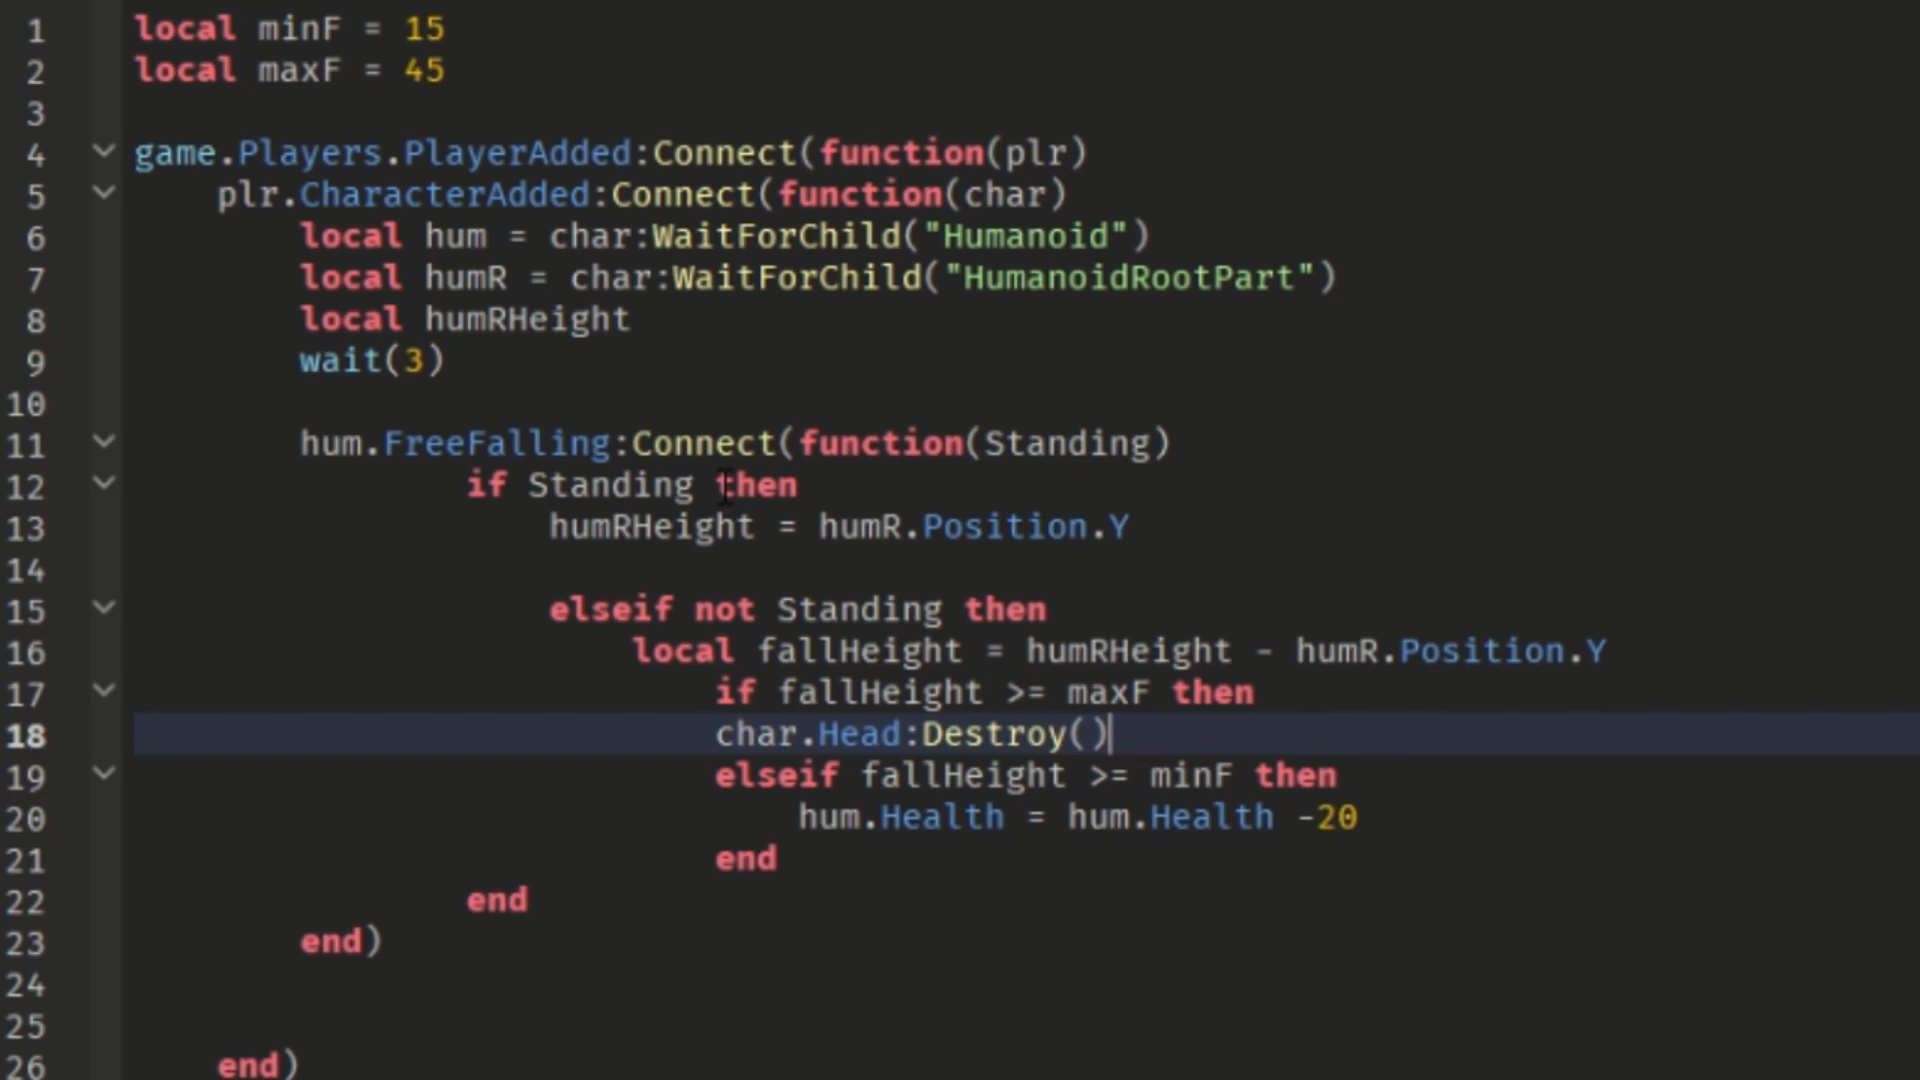 1 local minF = 15
2 local maxF = 45
3
4 game.Players.PlayerAdded:Connect(function(plr)
5 plr.CharacterAdded:Connect(function(char)
6 local hum = char:WaitForChild("Humanoid")
7 local humR = char:WaitForChild("HumanoidRootPart")
8 local humRHeight
9 wait(3)
10
11 hum.FreeFalling:Connect(function(Standing)
12 if Standing then
13 humRHeight = humR.Position.Y
14
15 elseif not Standing then
16 local fallHeight = humRHeight - humR.Position.Y
17 if fallHeight >= maxF then
18 char.Head:Destroy()
19 elseif fallHeight >= minF then
20 hum.Health = hum.Health -20
21 end
22 end
23 end)
24
25
26 end)